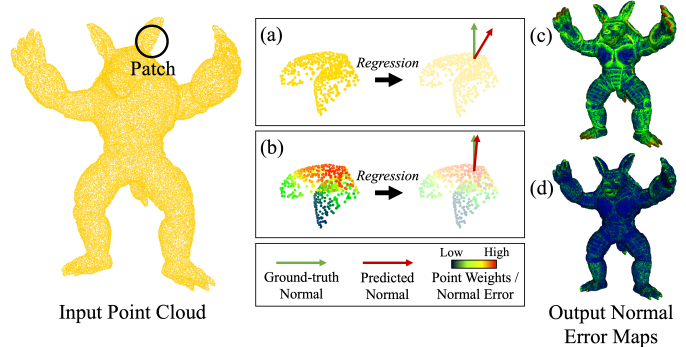 Patch
Input Point Cloud
(a)
Regression
(b)
Regression
Ground-truth
Normal
Predicted
Normal
Low High
Point Weights /
Normal Error
(c)
(d)
Output Normal
Error Maps